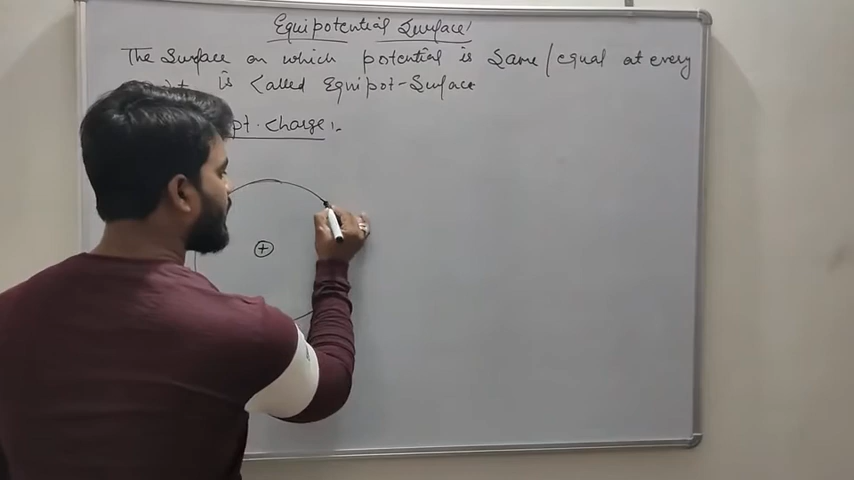 Equipotential Surface
The Surface on which potential is Same/equal at every
is Called Equipot-Surface
pt. charge :-
+